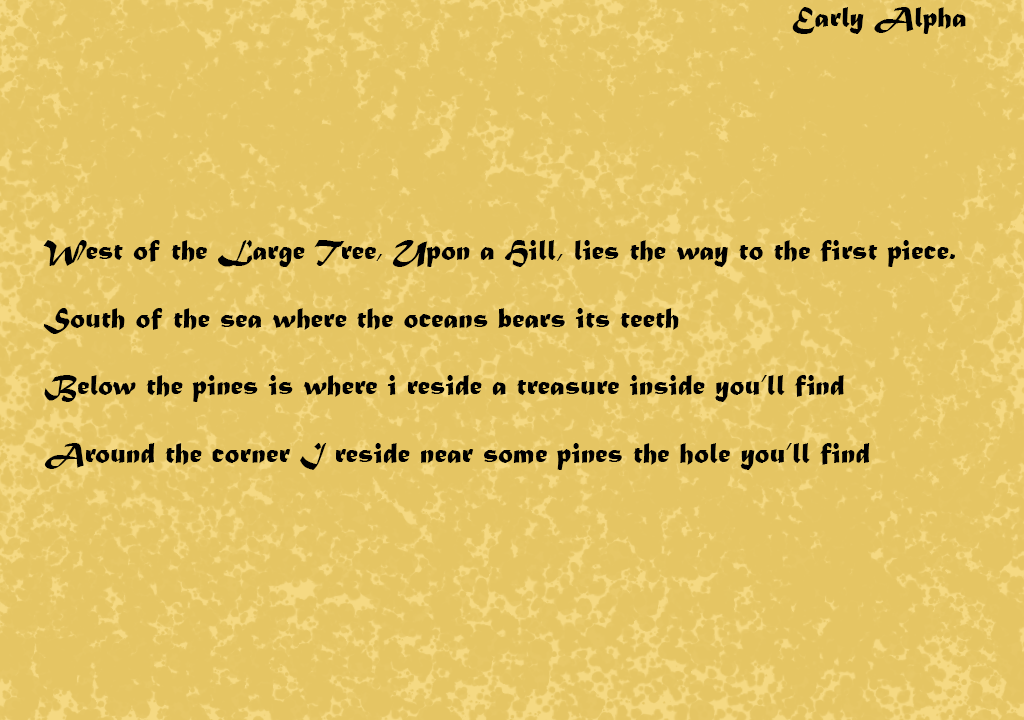 Early Alpha
West of the Large Tree, Upon a Hill, lies the way to the first piece.
South of the sea where the oceans bears its teeth
Below the pines is where i reside a treasure inside you'll find
Around the corner I reside near some pines the hole you'll find